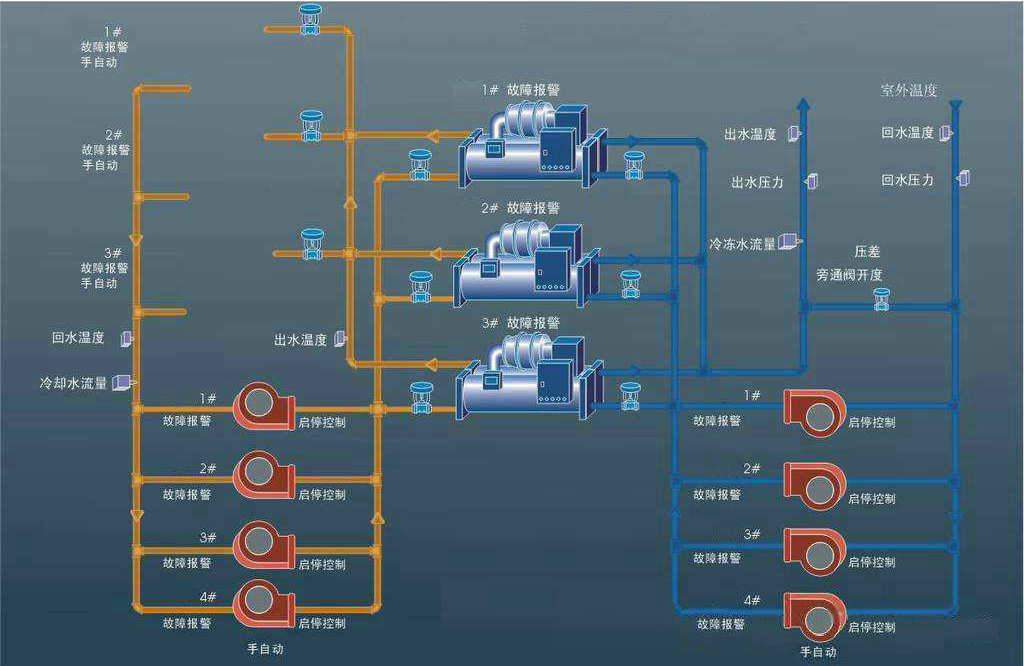 1#
故障报警
手自动
2#
故障报警
手自动
3#
故障报警
手自动
回水温度
冷却水流量
出水温度
1# 故障报警
2# 故障报警
3# 故障报警
室外温度
出水温度
回水温度
出水压力
回水压力
冷冻水流量
压差
旁通阀开度
1#
故障报警
启停控制
2#
故障报警
启停控制
3#
故障报警
启停控制
4#
故障报警
启停控制
手自动
1#
故障报警
启停控制
2#
故障报警
启停控制
3#
故障报警
启停控制
4#
故障报警
启停控制
手自动